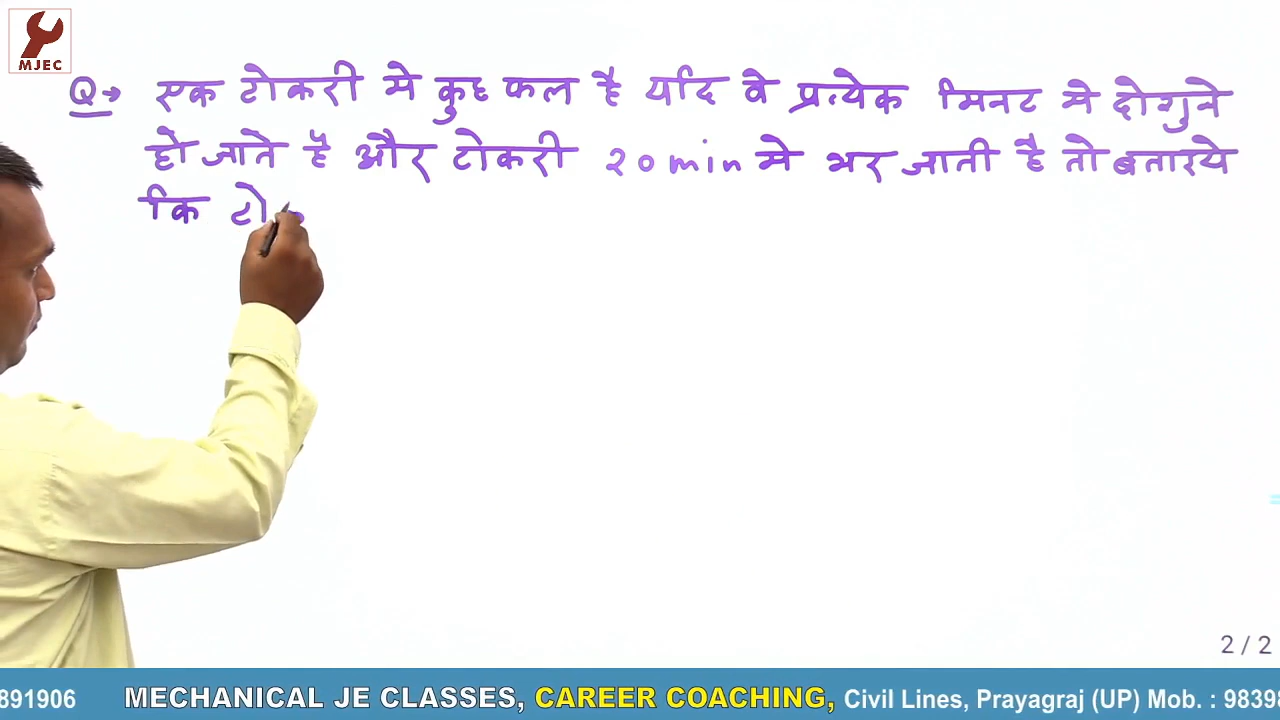 MJEC
Q→ एक टोकरी मे कुछ फल है यदि वे प्रत्येक मिनट मे दोगुने
हो जाते है और टोकरी 20 min मे भर जाती है तो बताइये
कि टो
2 / 2
891906 MECHANICAL JE CLASSES, CAREER COACHING, Civil Lines, Prayagraj (UP) Mob. : 9839